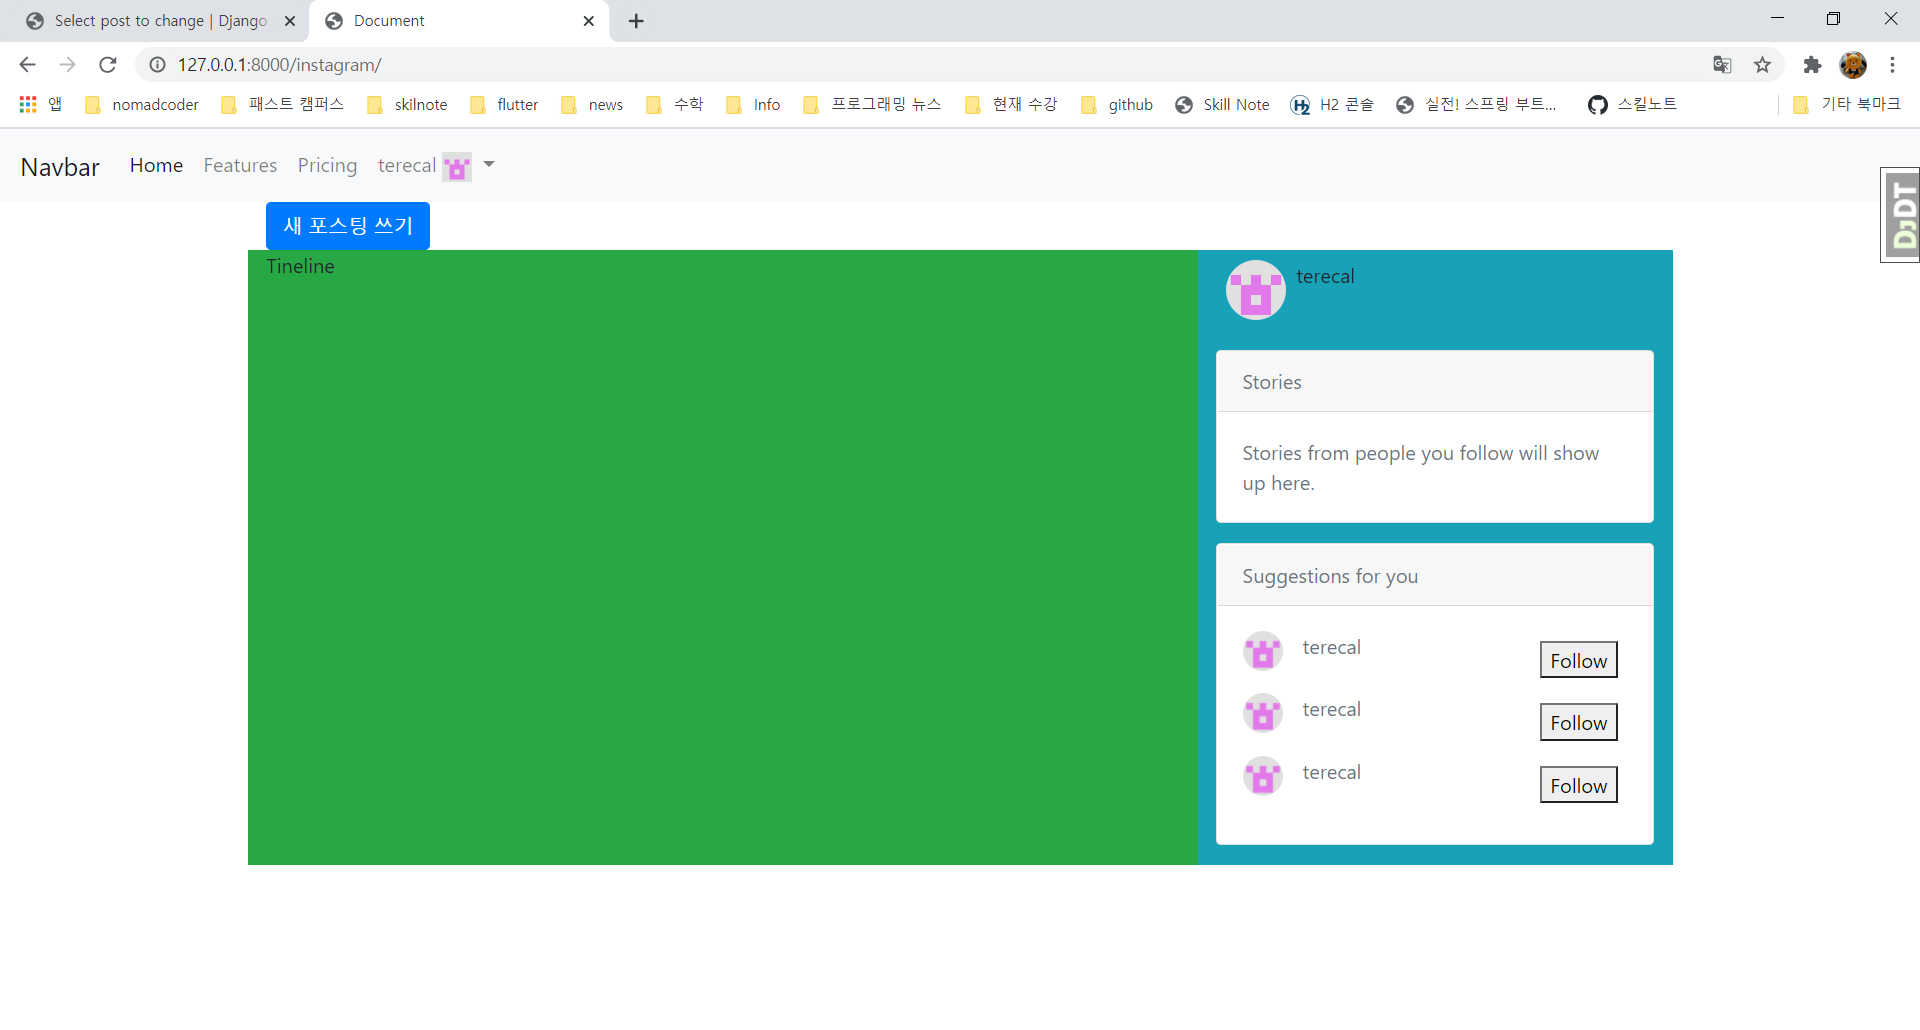 Select post to change | Django
Document
127.0.0.1:8000/instagram/
앱 nomadcoder 패스트 캠퍼스 skilnote flutter news 수학 Info 프로그래밍 뉴스 현재 수강 github Skill Note H2 콘솔 실전! 스프링 부트... 스킬노트 기타 북마크
Navbar Home Features Pricing terecal
DJDT
새 포스팅 쓰기
Tineline
terecal
Stories
Stories from people you follow will show
up here.
Suggestions for you
terecal Follow
terecal Follow
terecal Follow